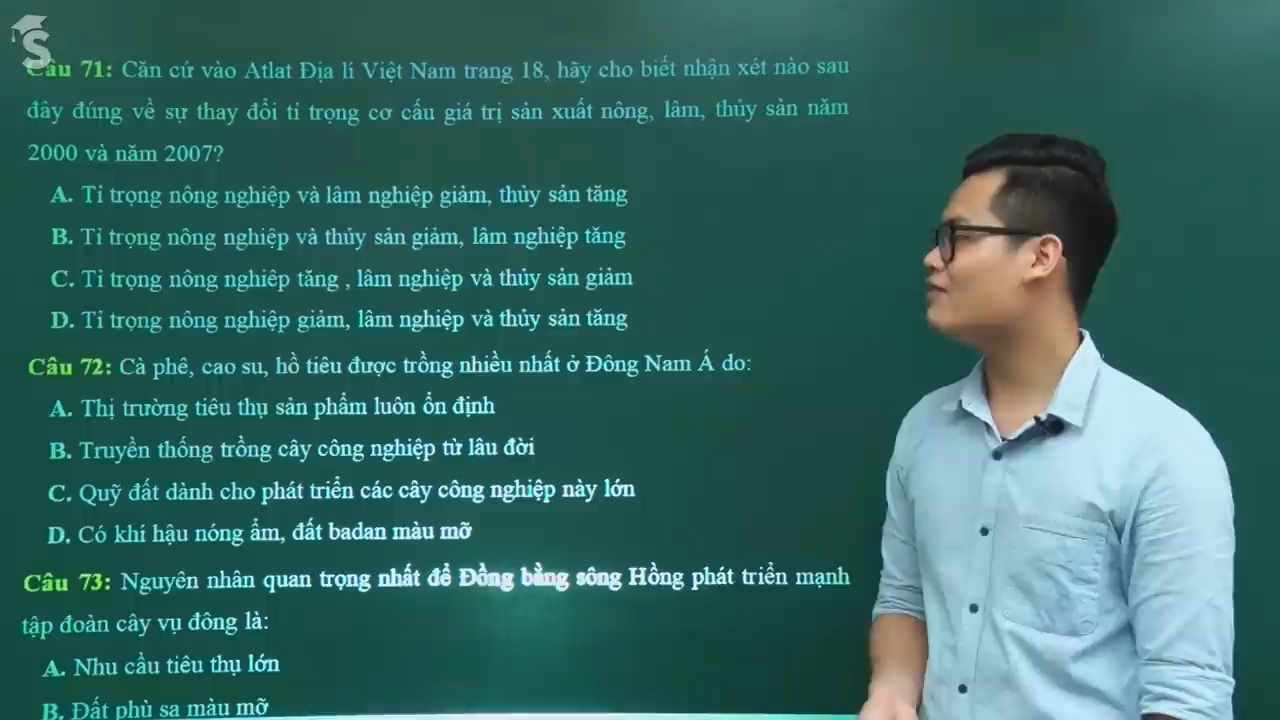 S
Câu 71: Căn cứ vào Atlat Địa lí Việt Nam trang 18, hãy cho biết nhận xét nào sau
đây đúng về sự thay đổi tỉ trọng cơ cấu giá trị sản xuất nông, lâm, thủy sản năm
2000 và năm 2007?
A. Tỉ trọng nông nghiệp và lâm nghiệp giảm, thủy sản tăng
B. Tỉ trọng nông nghiệp và thủy sản giảm, lâm nghiệp tăng
C. Tỉ trọng nông nghiêp tăng , lâm nghiệp và thủy sản giảm
D. Tỉ trọng nông nghiệp giảm, lâm nghiệp và thủy sản tăng
Câu 72: Cà phê, cao su, hồ tiêu được trồng nhiều nhất ở Đông Nam Á do:
A. Thị trường tiêu thụ sản phẩm luôn ổn định
B. Truyền thống trồng cây công nghiệp từ lâu đời
C. Quỹ đất dành cho phát triển các cây công nghiệp này lớn
D. Có khí hậu nóng ẩm, đất badan màu mỡ
Câu 73: Nguyên nhân quan trọng nhất để Đồng bằng sông Hồng phát triển mạnh
tập đoàn cây vụ đông là:
A. Nhu cầu tiêu thụ lớn
B. Đất phù sa màu mỡ